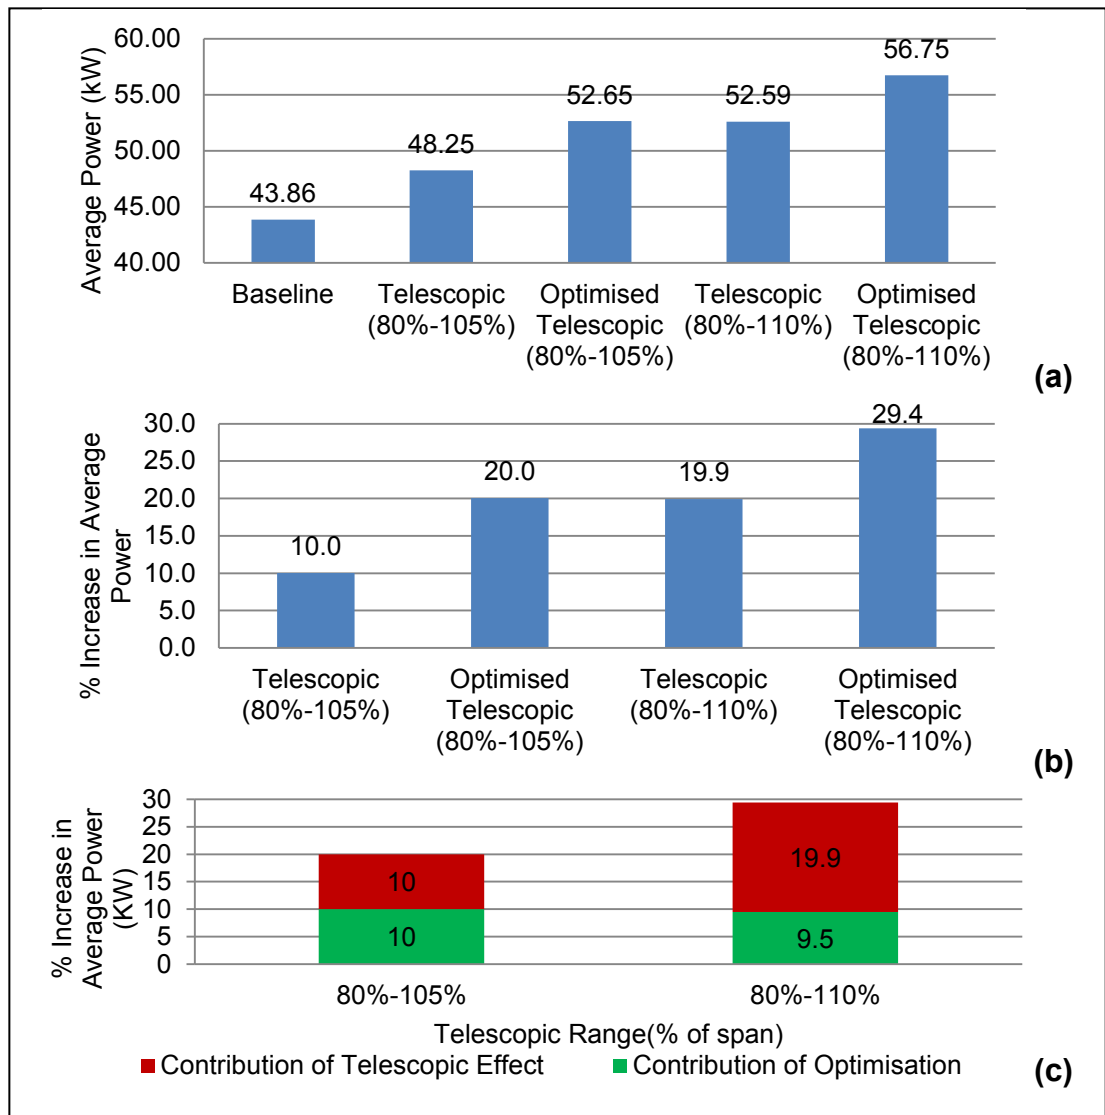 60.00
55.00
50.00
45.00
40.00
Average Power (kW)
43.86
48.25
52.65
52.59
56.75
Baseline
Telescopic
(80%-105%)
Optimised
Telescopic
(80%-105%)
Telescopic
(80%-110%)
Optimised
Telescopic
(80%-110%)
(a)
30.0
25.0
20.0
15.0
10.0
5.0
0.0
% Increase in Average
Power
10.0
20.0
19.9
29.4
Telescopic
(80%-105%)
Optimised
Telescopic
(80%-105%)
Telescopic
(80%-110%)
Optimised
Telescopic
(80%-110%)
(b)
30
25
20
15
10
5
0
% Increase in
Average Power
(KW)
10
10
19.9
9.5
80%-105%
80%-110%
Telescopic Range(% of span)
Contribution of Telescopic Effect
Contribution of Optimisation
(c)